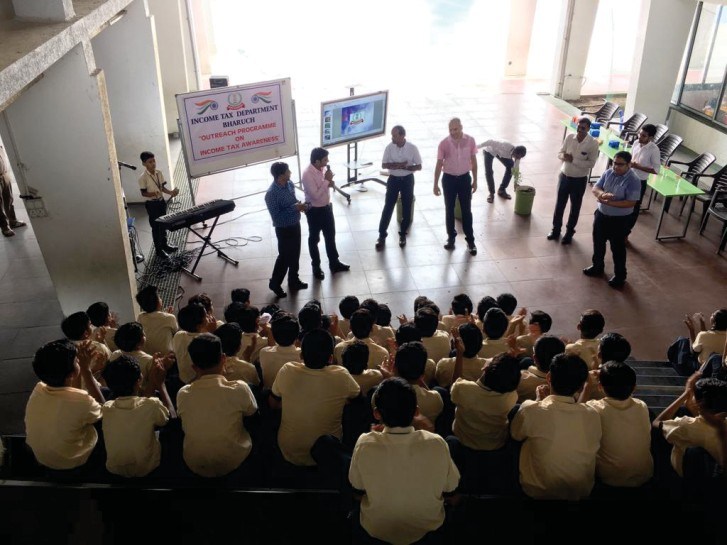 INCOME TAX DEPARTMENT
BHARUCH
"OUTREACH PROGRAMME
ON
INCOME TAX AWARENESS"